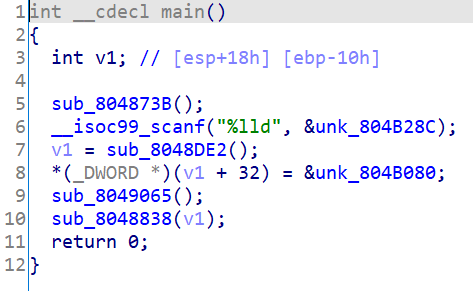 1 int __cdecl main()
2 {
3 int v1; // [esp+18h] [ebp-10h]
4
5 sub_804873B();
6 __isoc99_scanf("%lld", &unk_804B28C);
7 v1 = sub_8048DE2();
8 *(_DWORD *)(v1 + 32) = &unk_804B080;
9 sub_8049065();
10 sub_8048838(v1);
11 return 0;
12 }